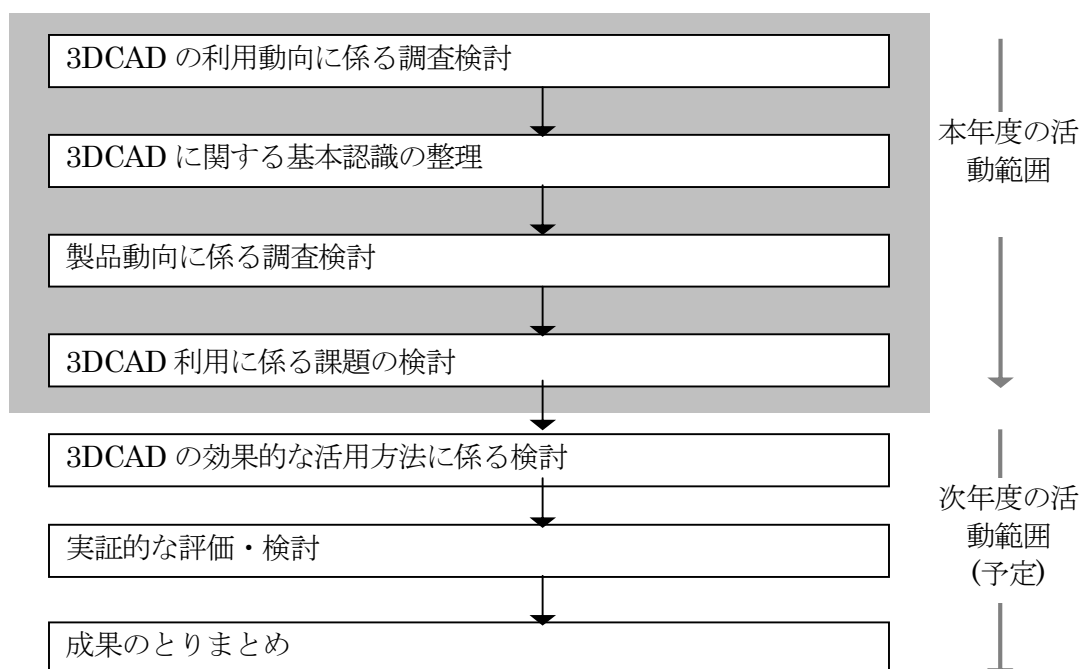 3DCAD の利用動向に係る調査検討
3DCAD に関する基本認識の整理
製品動向に係る調査検討
3DCAD 利用に係る課題の検討
本年度の活
動範囲
3DCAD の効果的な活用方法に係る検討
実証的な評価・検討
成果のとりまとめ
次年度の活
動範囲
(予定)